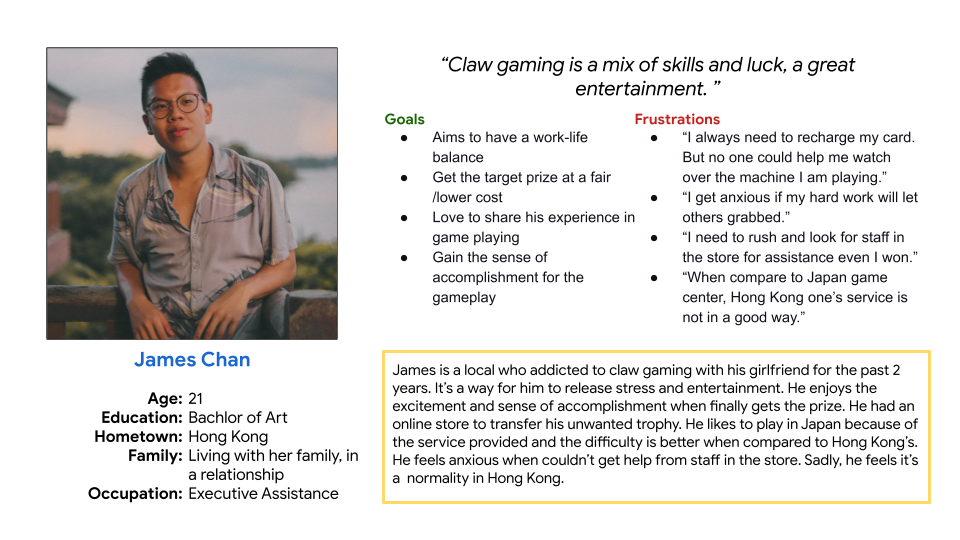 “Claw gaming is a mix of skills and luck, a great
entertainment. ”
Goals
● Aims to have a work-life
balance
● Get the target prize at a fair
/lower cost
● Love to share his experience in
game playing
● Gain the sense of
accomplishment for the
gameplay
Frustrations
● “I always need to recharge my card.
But no one could help me watch
over the machine I am playing.”
● “I get anxious if my hard work will let
others grabbed.”
● “I need to rush and look for staff in
the store for assistance even I won.”
● “When compare to Japan game
center, Hong Kong one’s service is
not in a good way.”
James Chan
Age: 21
Education: Bachlor of Art
Hometown: Hong Kong
Family: Living with her family, in
a relationship
Occupation: Executive Assistance
James is a local who addicted to claw gaming with his girlfriend for the past 2
years. It’s a way for him to release stress and entertainment. He enjoys the
excitement and sense of accomplishment when finally gets the prize. He had an
online store to transfer his unwanted trophy. He likes to play in Japan because of
the service provided and the difficulty is better when compared to Hong Kong’s.
He feels anxious when couldn’t get help from staff in the store. Sadly, he feels it’s
a  normality in Hong Kong.